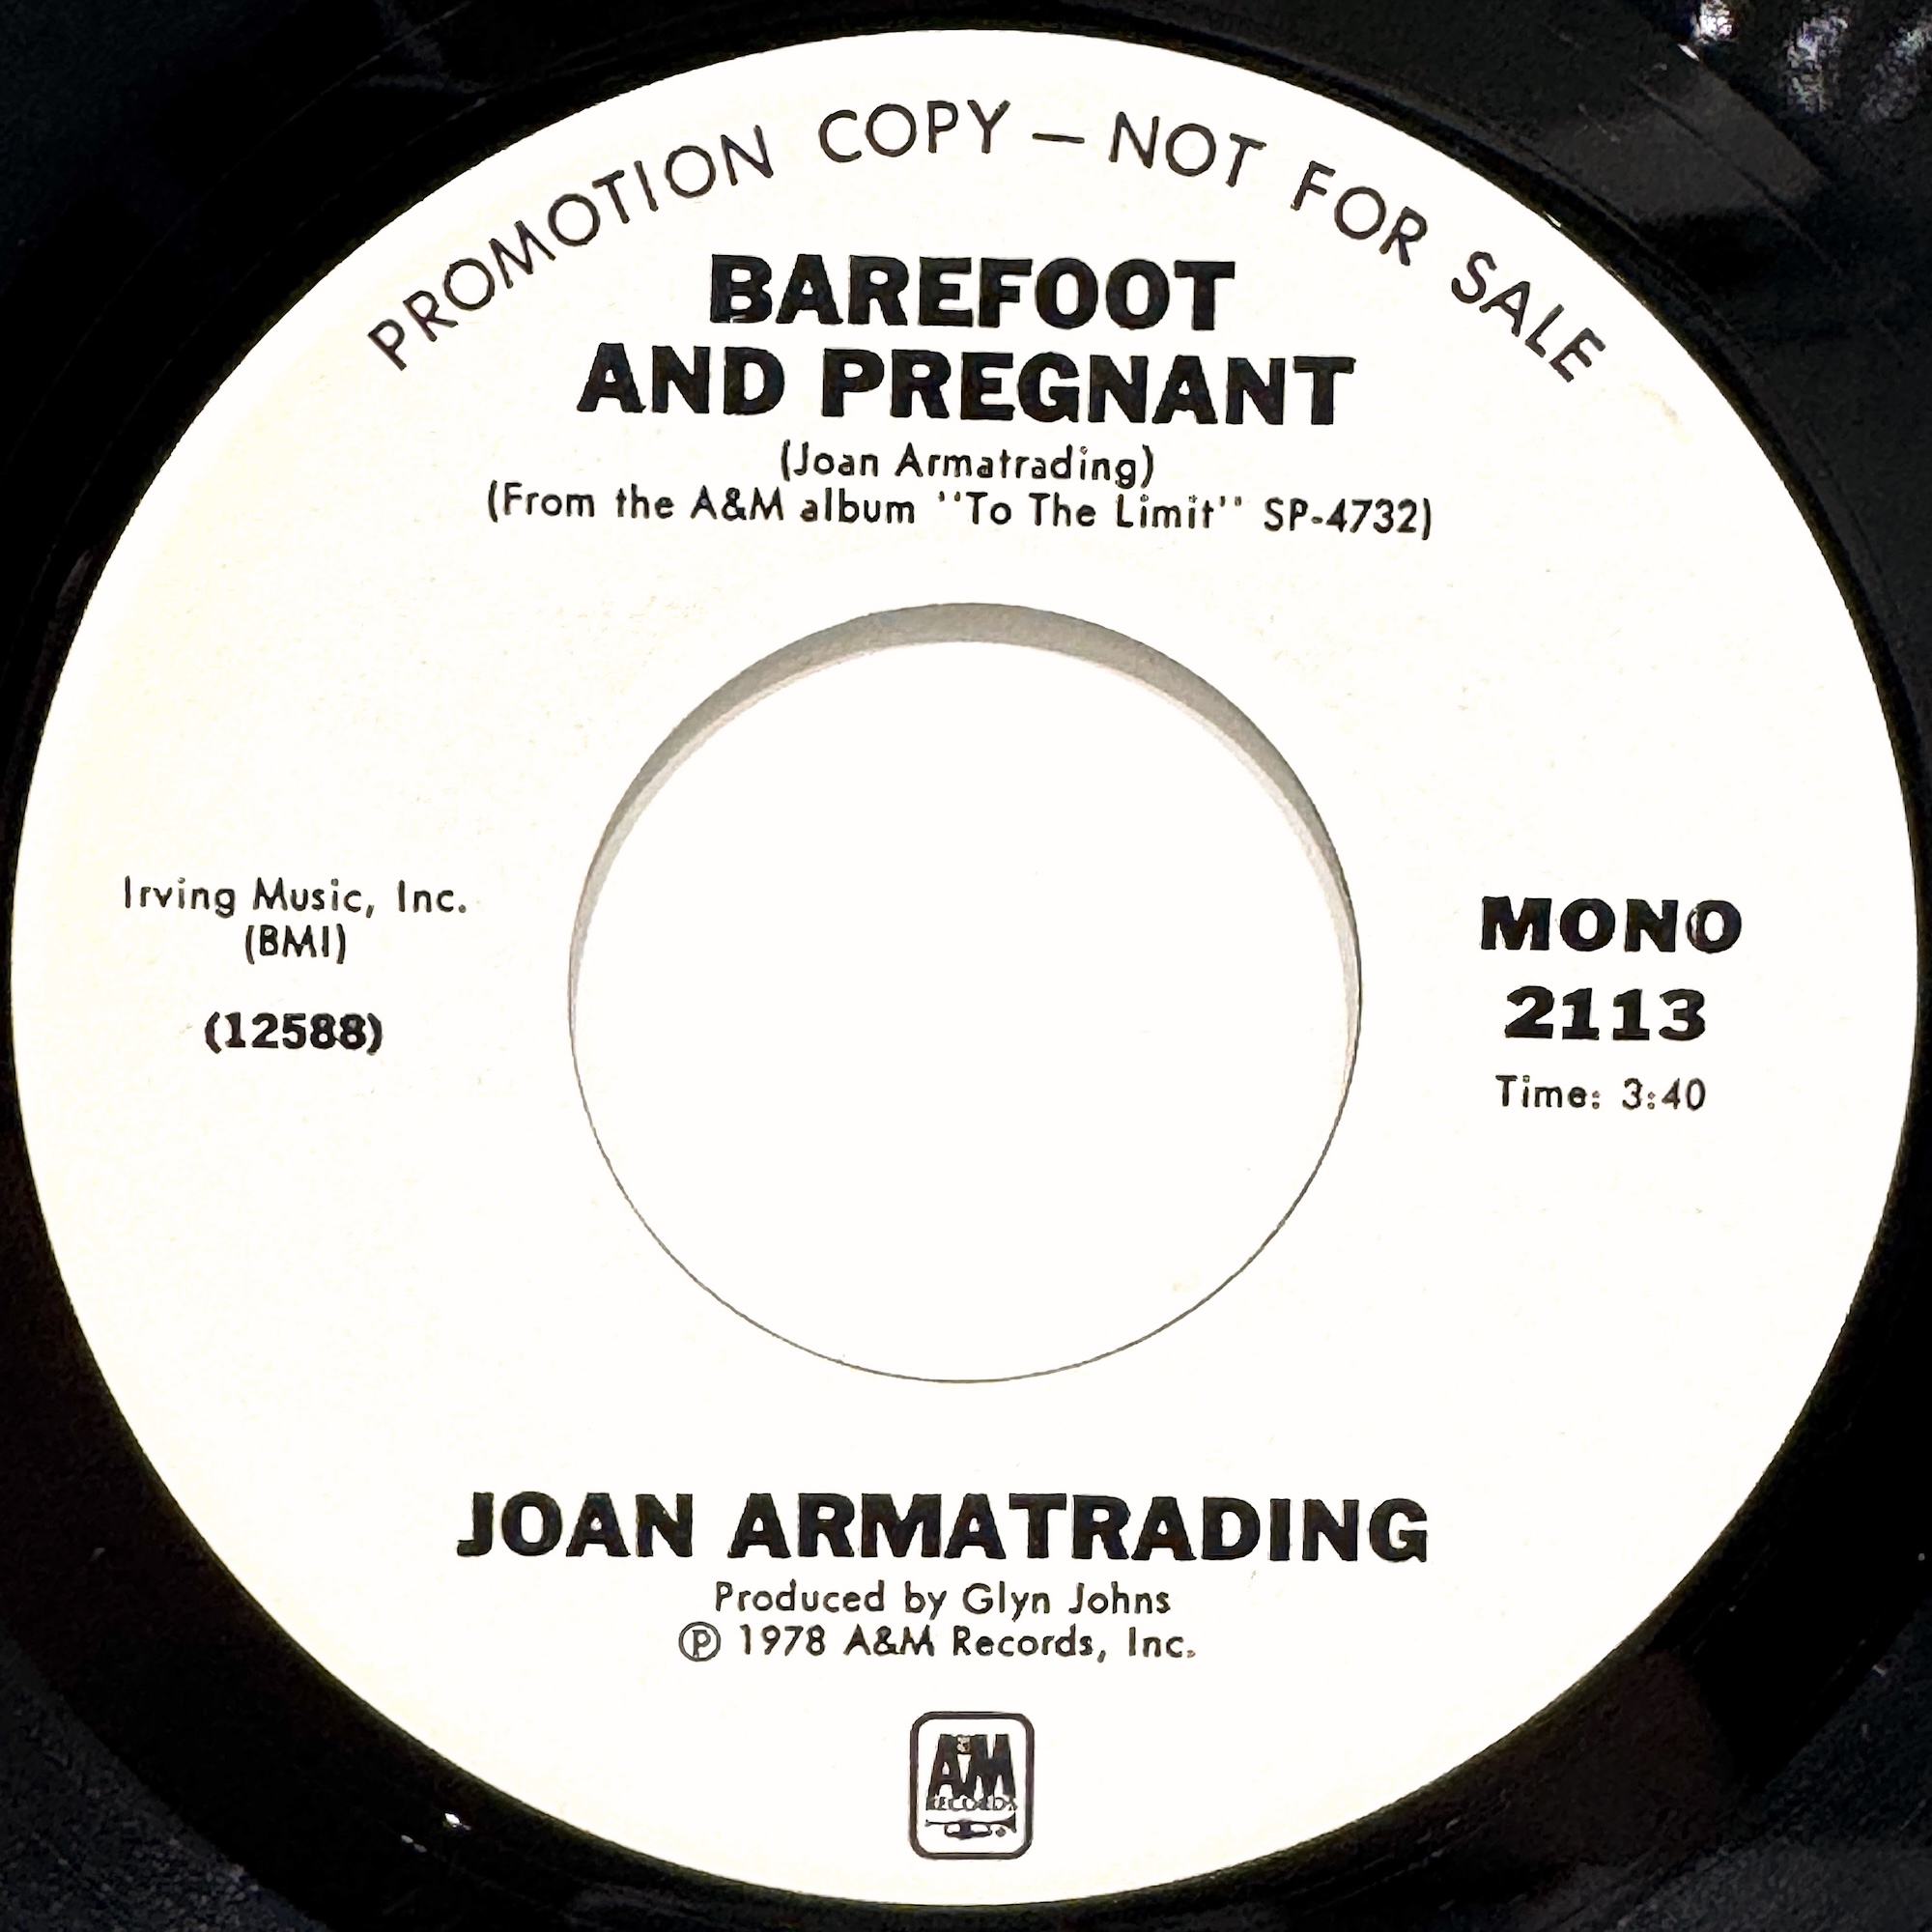 PROMOTION COPY — NOT FOR SALE
BAREFOOT
AND PREGNANT
(Joan Armatrading)
(From the A&M album "To The Limit" SP-4732)
Irving Music, Inc.
(BMI)
(12588)
MONO
2113
Time: 3:40
JOAN ARMATRADING
Produced by Glyn Johns
Ⓟ 1978 A&M Records, Inc.
A&M
RECORDS